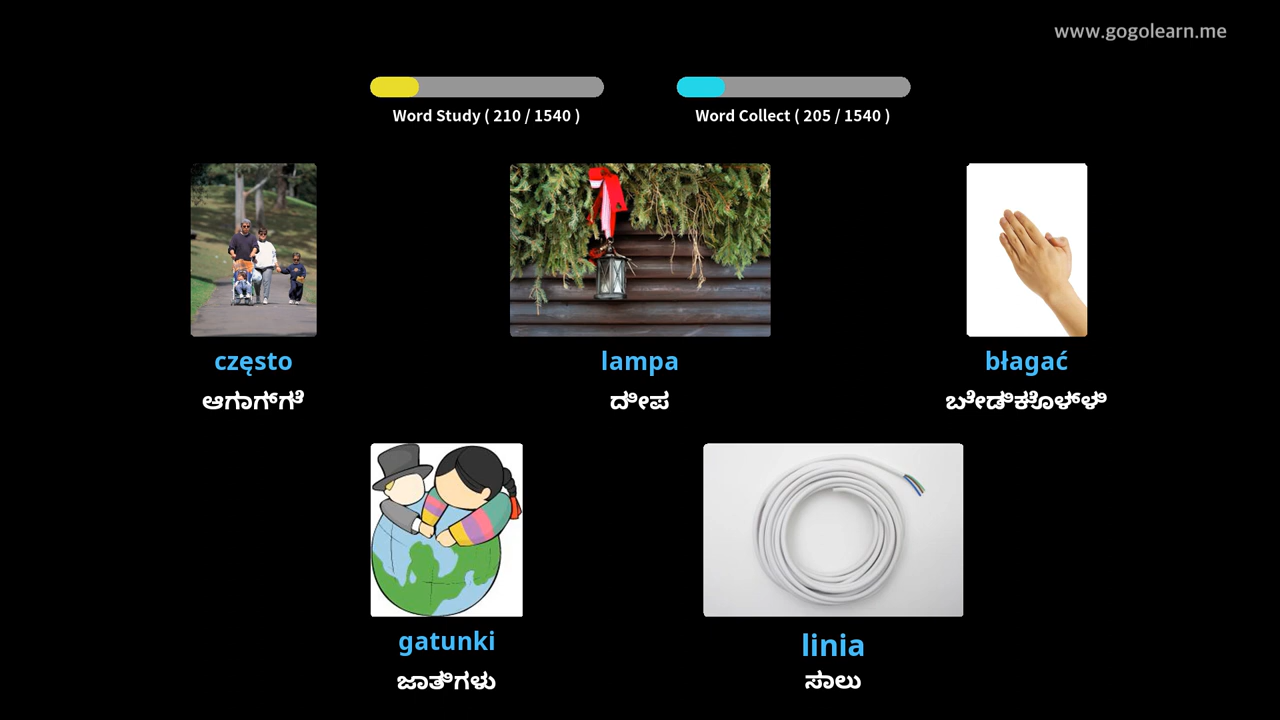 www.gogolearn.me
Word Study ( 210 / 1540 )
Word Collect ( 205 / 1540 )
często
ಆಗಾಗ್ಗೆ
lampa
ದೀಪ
błagać
ಬೇಡಿಕೊಳ್ಳಿ
gatunki
ಜಾತಿಗಳು
linia
ಸಾಲು